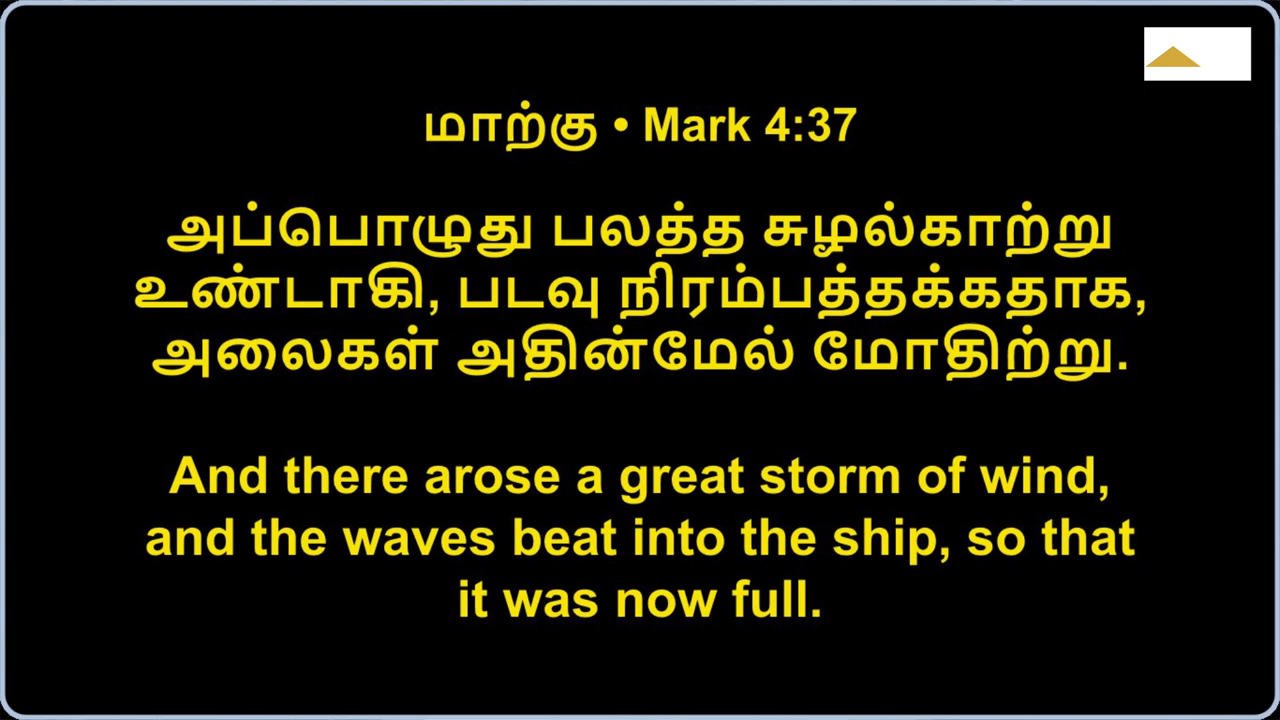 மாற்கு • Mark 4:37
அப்பொழுது பலத்த சுழல்காற்று
உண்டாகி, படவு நிரம்பத்தக்கதாக,
அலைகள் அதின்மேல் மோதிற்று.
And there arose a great storm of wind,
and the waves beat into the ship, so that
it was now full.